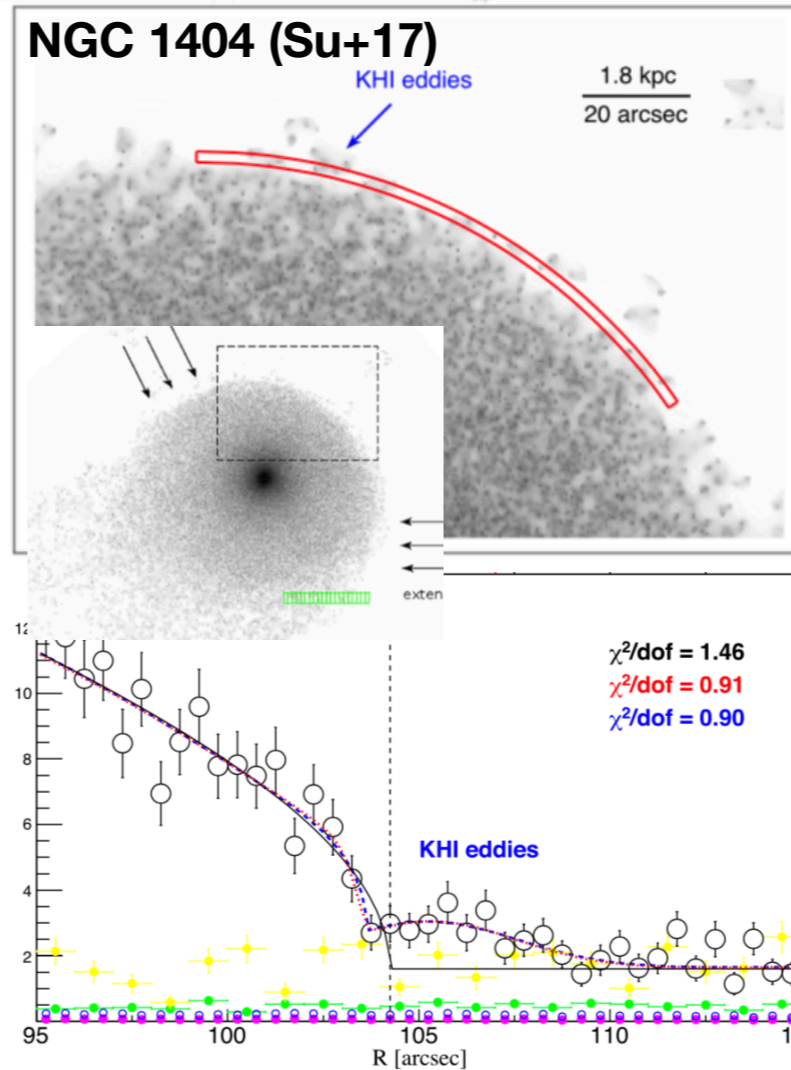 NGC 1404 (Su+17)
KHI eddies
1.8 kpc
20 arcsec
exten
12
χ²/dof = 1.46
χ²/dof = 0.91
χ²/dof = 0.90
10
8
KHI eddies
6
4
2
95 100 105 110
R [arcsec]